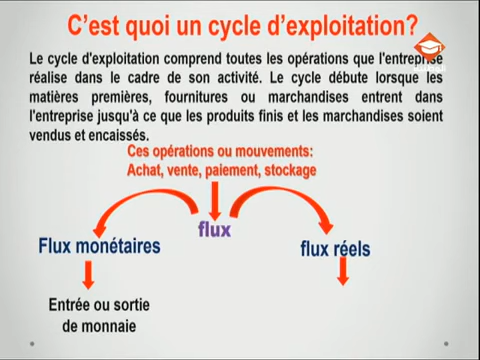 C'est quoi un cycle d'exploitation?
Le cycle d'exploitation comprend toutes les opérations que l'entreprise
réalise dans le cadre de son activité. Le cycle débute lorsque les
matières premières, fournitures ou marchandises entrent dans
l'entreprise jusqu'à ce que les produits finis et les marchandises soient
vendus et encaissés.
Ces opérations ou mouvements:
Achat, vente, paiement, stockage
flux
Flux monétaires
flux réels
Entrée ou sortie
de monnaie